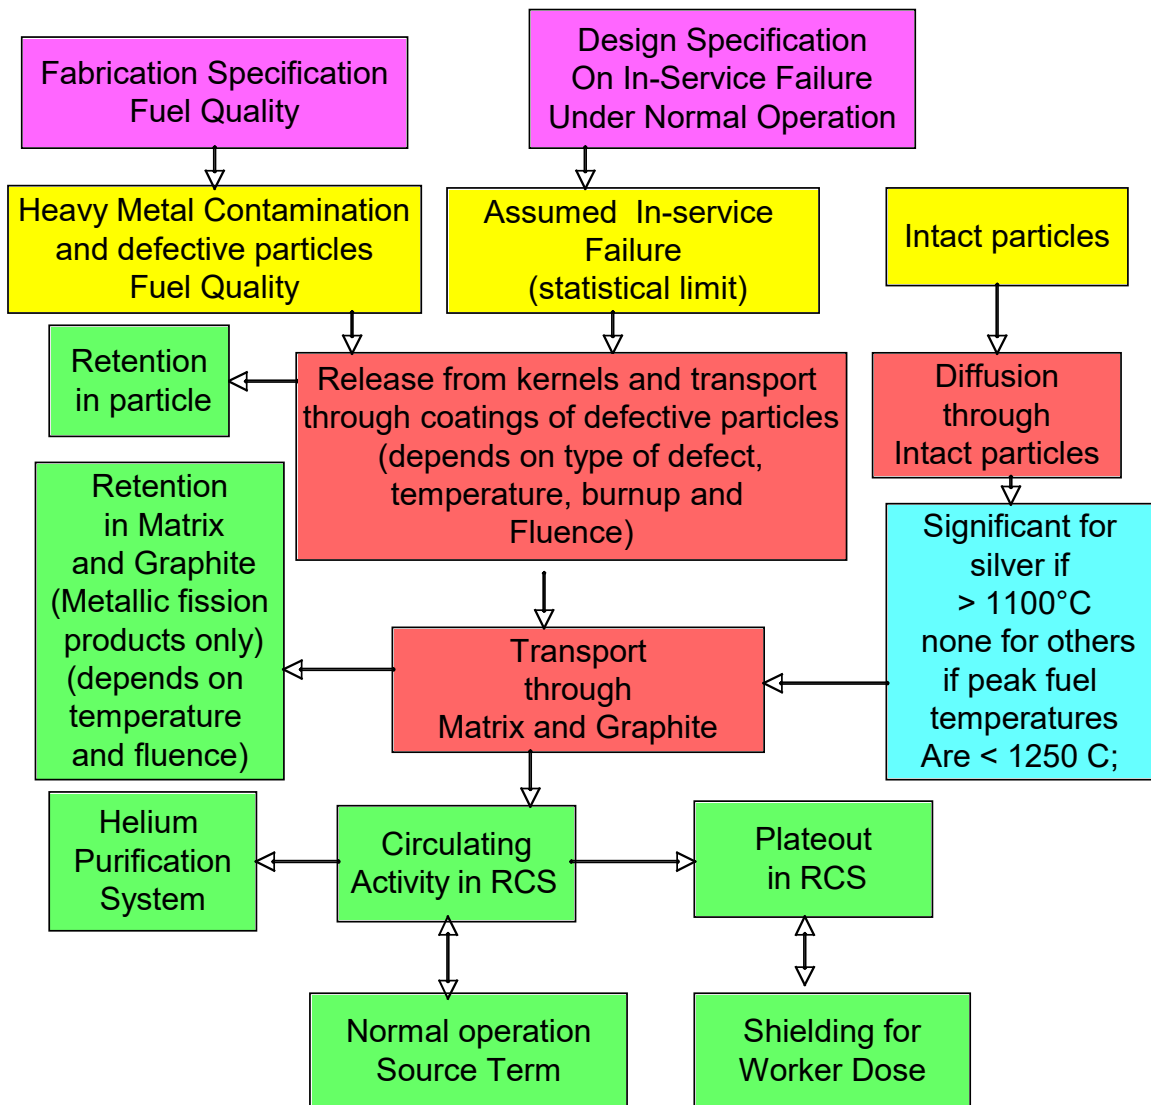 Fabrication Specification
Fuel Quality
Design Specification
On In-Service Failure
Under Normal Operation
Heavy Metal Contamination
and defective particles
Fuel Quality
Assumed In-service
Failure
(statistical limit)
Intact particles
Retention
in particle
Release from kernels and transport
through coatings of defective particles
(depends on type of defect,
temperature, burnup and
Fluence)
Diffusion
through
Intact particles
Retention
in Matrix
and Graphite
(Metallic fission
products only)
(depends on
temperature
and fluence)
Transport
through
Matrix and Graphite
Significant for
silver if
> 1100°C
none for others
if peak fuel
temperatures
Are < 1250 C;
Helium
Purification
System
Circulating
Activity in RCS
Plateout
in RCS
Normal operation
Source Term
Shielding for
Worker Dose